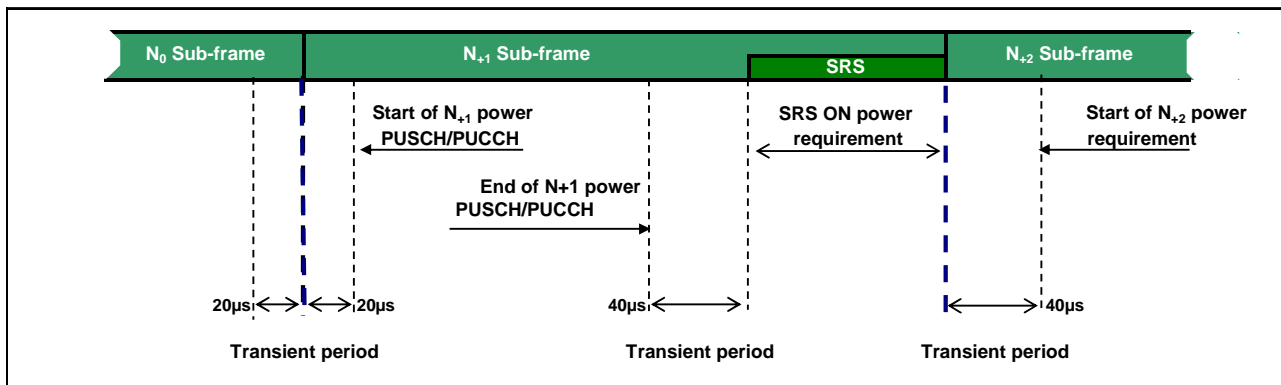 N₀ Sub-frame
N₊₁ Sub-frame
N₊₂ Sub-frame
SRS
Start of N₊₁ power
PUSCH/PUCCH
SRS ON power
requirement
Start of N₊₂ power
requirement
End of N+1 power
PUSCH/PUCCH
20µs
20µs
40µs
40µs
Transient period
Transient period
Transient period